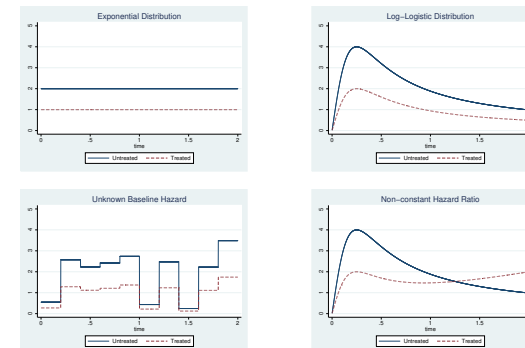 Exponential Distribution
5
4
3
2
1
0
0 .5 1 1.5 2
time
Untreated Treated
Log−Logistic Distribution
5
4
3
2
1
0
0 .5 1 1.5
time
Untreated Treated
Unknown Baseline Hazard
5
4
3
2
1
0
0 .5 1 1.5 2
time
Untreated Treated
Non−constant Hazard Ratio
5
4
3
2
1
0
0 .5 1 1.5
time
Untreated Treated